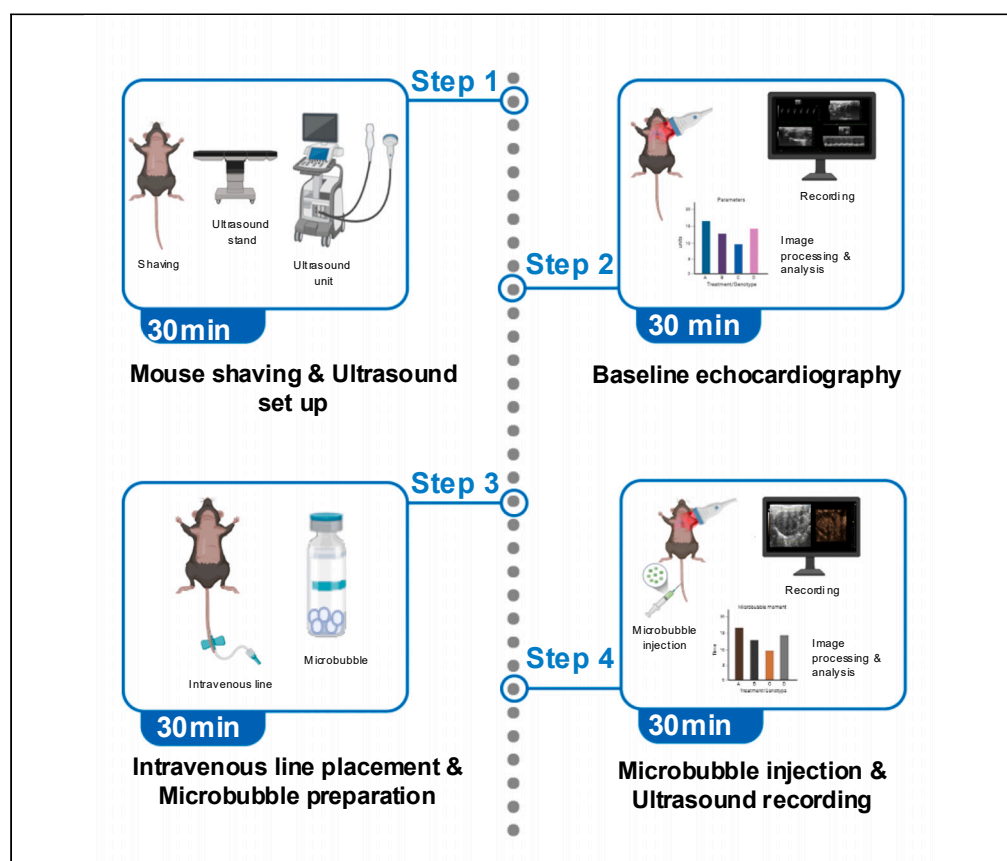 Step 1
Shaving
Ultrasound
stand
Ultrasound
unit
30min
Mouse shaving & Ultrasound
set up
Step 2
Recording
Parameters
units
A B C D
Treatment/Genotype
Image
processing &
analysis
30 min
Baseline echocardiography
Step 3
Intravenous line
Microbubble
30min
Intravenous line placement &
Microbubble preparation
Step 4
Microbubble
injection
Recording
Microbubble moment
A B C D
Treatment/Genotype
Image
processing &
analysis
30min
Microbubble injection &
Ultrasound recording